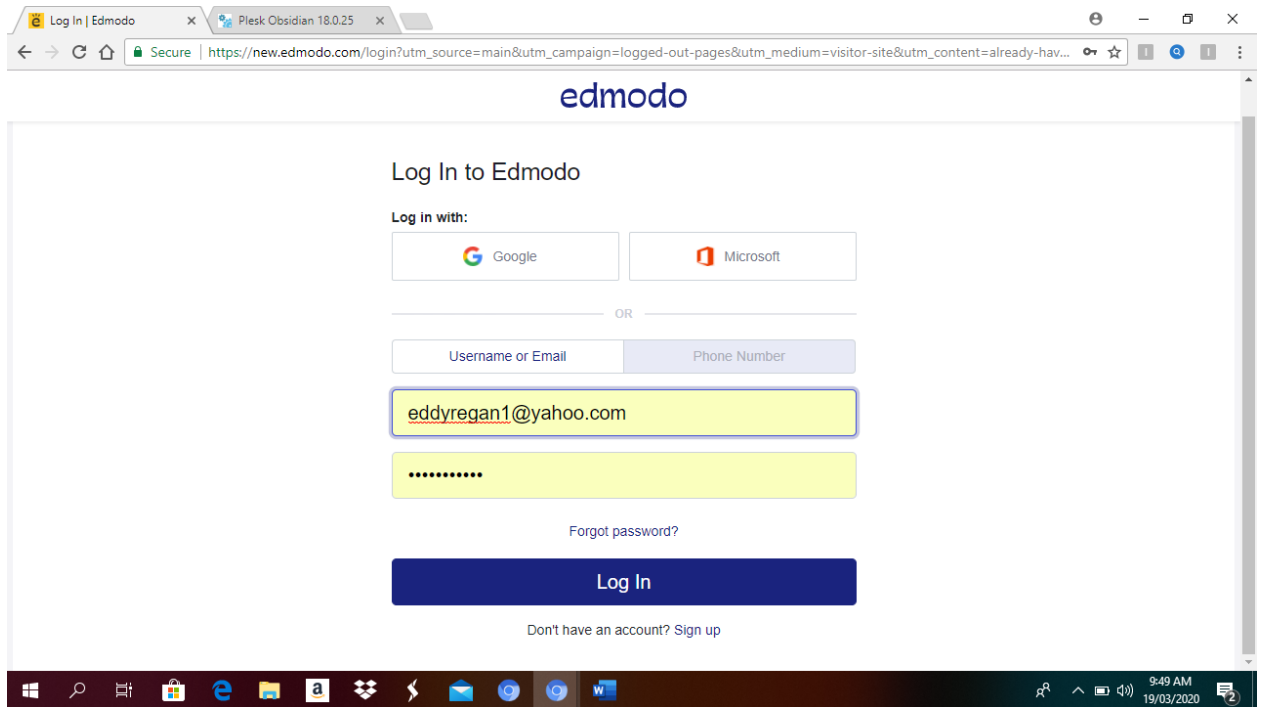 Log In | Edmodo
Plesk Obsidian 18.0.25
Secure | https://new.edmodo.com/login?utm_source=main&utm_campaign=logged-out-pages&utm_medium=visitor-site&utm_content=already-hav...
edmodo
Log In to Edmodo
Log in with:
Google Microsoft
OR
Username or Email Phone Number
eddyregan1@yahoo.com
•••••••••••
Forgot password?
Log In
Don't have an account? Sign up
9:49 AM
19/03/2020
2